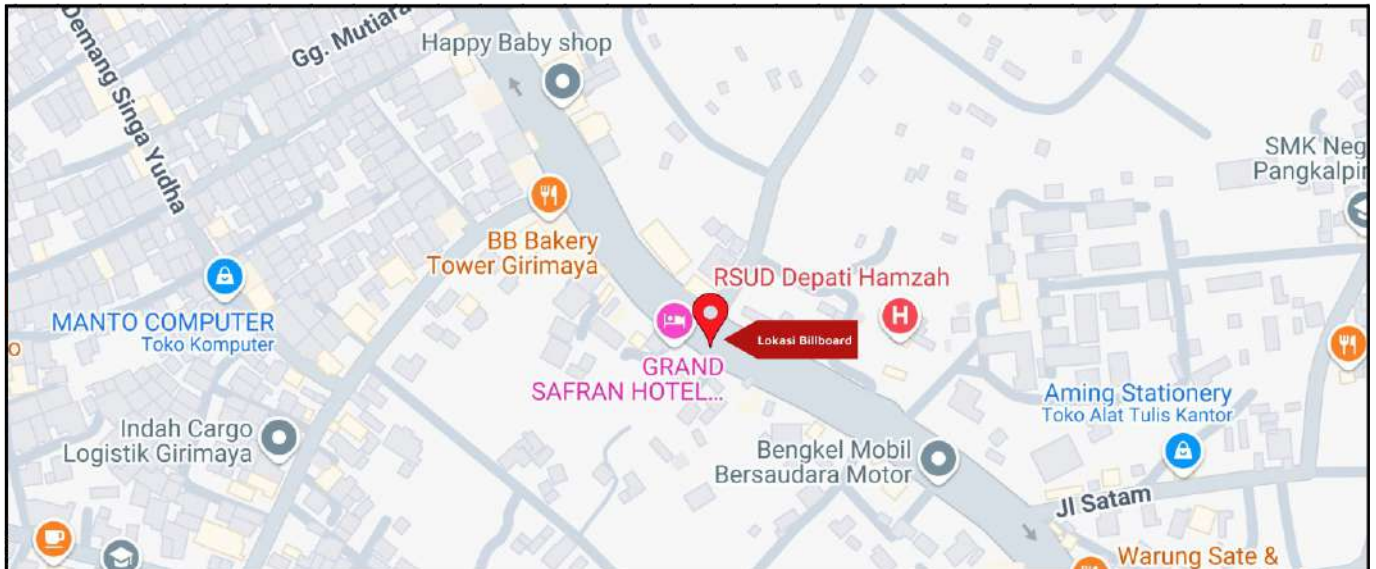 Demang Singa Yudha
Gg. Mutiara
Happy Baby shop
SMK Neg
Pangkalpin
BB Bakery
Tower Girimaya
RSUD Depati Hamzah
H
MANTO COMPUTER
Toko Komputer
o
Lokasi Billboard
GRAND
SAFRAN HOTEL...
Aming Stationery
Toko Alat Tulis Kantor
Indah Cargo
Logistik Girimaya
Bengkel Mobil
Bersaudara Motor
Jl Satam
Warung Sate &